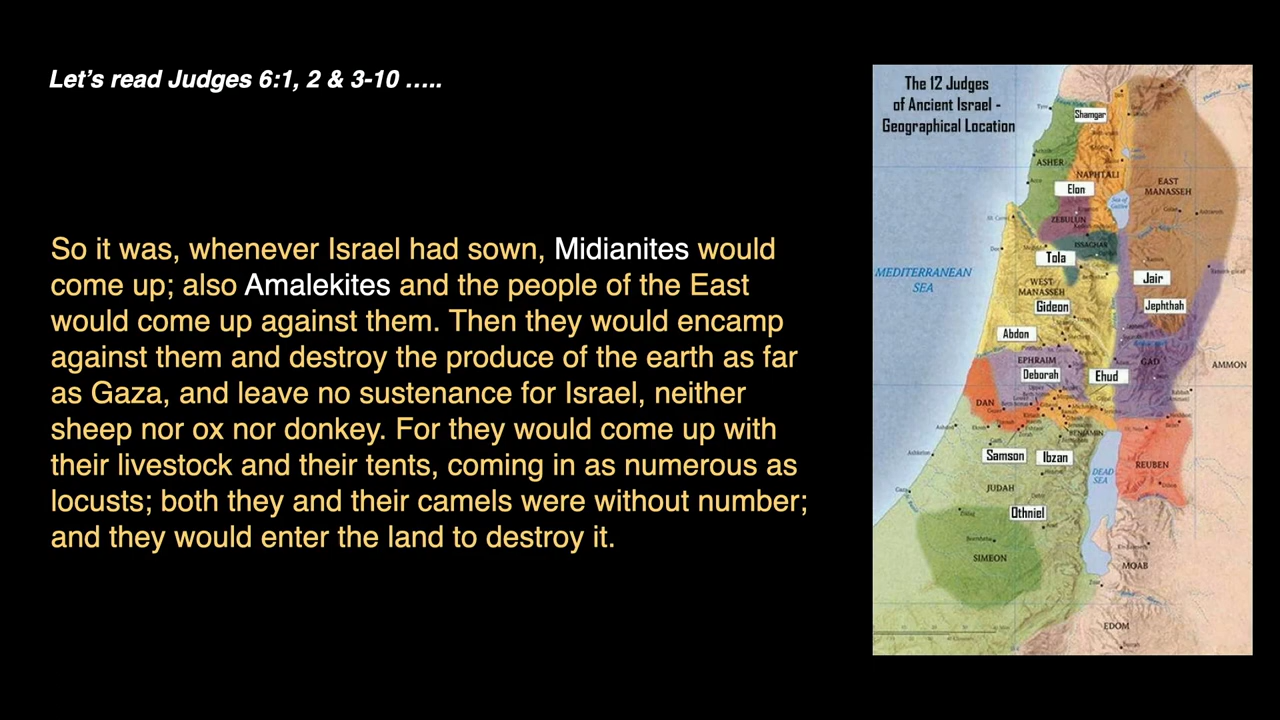 Let's read Judges 6:1, 2 & 3-10 .....
So it was, whenever Israel had sown, Midianites would
come up; also Amalekites and the people of the East
would come up against them. Then they would encamp
against them and destroy the produce of the earth as far
as Gaza, and leave no sustenance for Israel, neither
sheep nor ox nor donkey. For they would come up with
their livestock and their tents, coming in as numerous as
locusts; both they and their camels were without number;
and they would enter the land to destroy it.
The 12 Judges
of Ancient Israel -
Geographical Location
Shamgar
ASHER
NAPHTALI
EAST
MANASSEH
Elon
Sea of
Galilee
ZEBULUN
ISSACHAR
Tola
MEDITERRANEAN
SEA
Jair
WEST
MANASSEH
Gideon
Jephthah
Abdon
EPHRAIM
GAD
AMMON
Deborah
Ehud
DAN
BENJAMIN
Samson
Ibzan
DEAD
SEA
REUBEN
JUDAH
Othniel
SIMEON
MOAB
EDOM